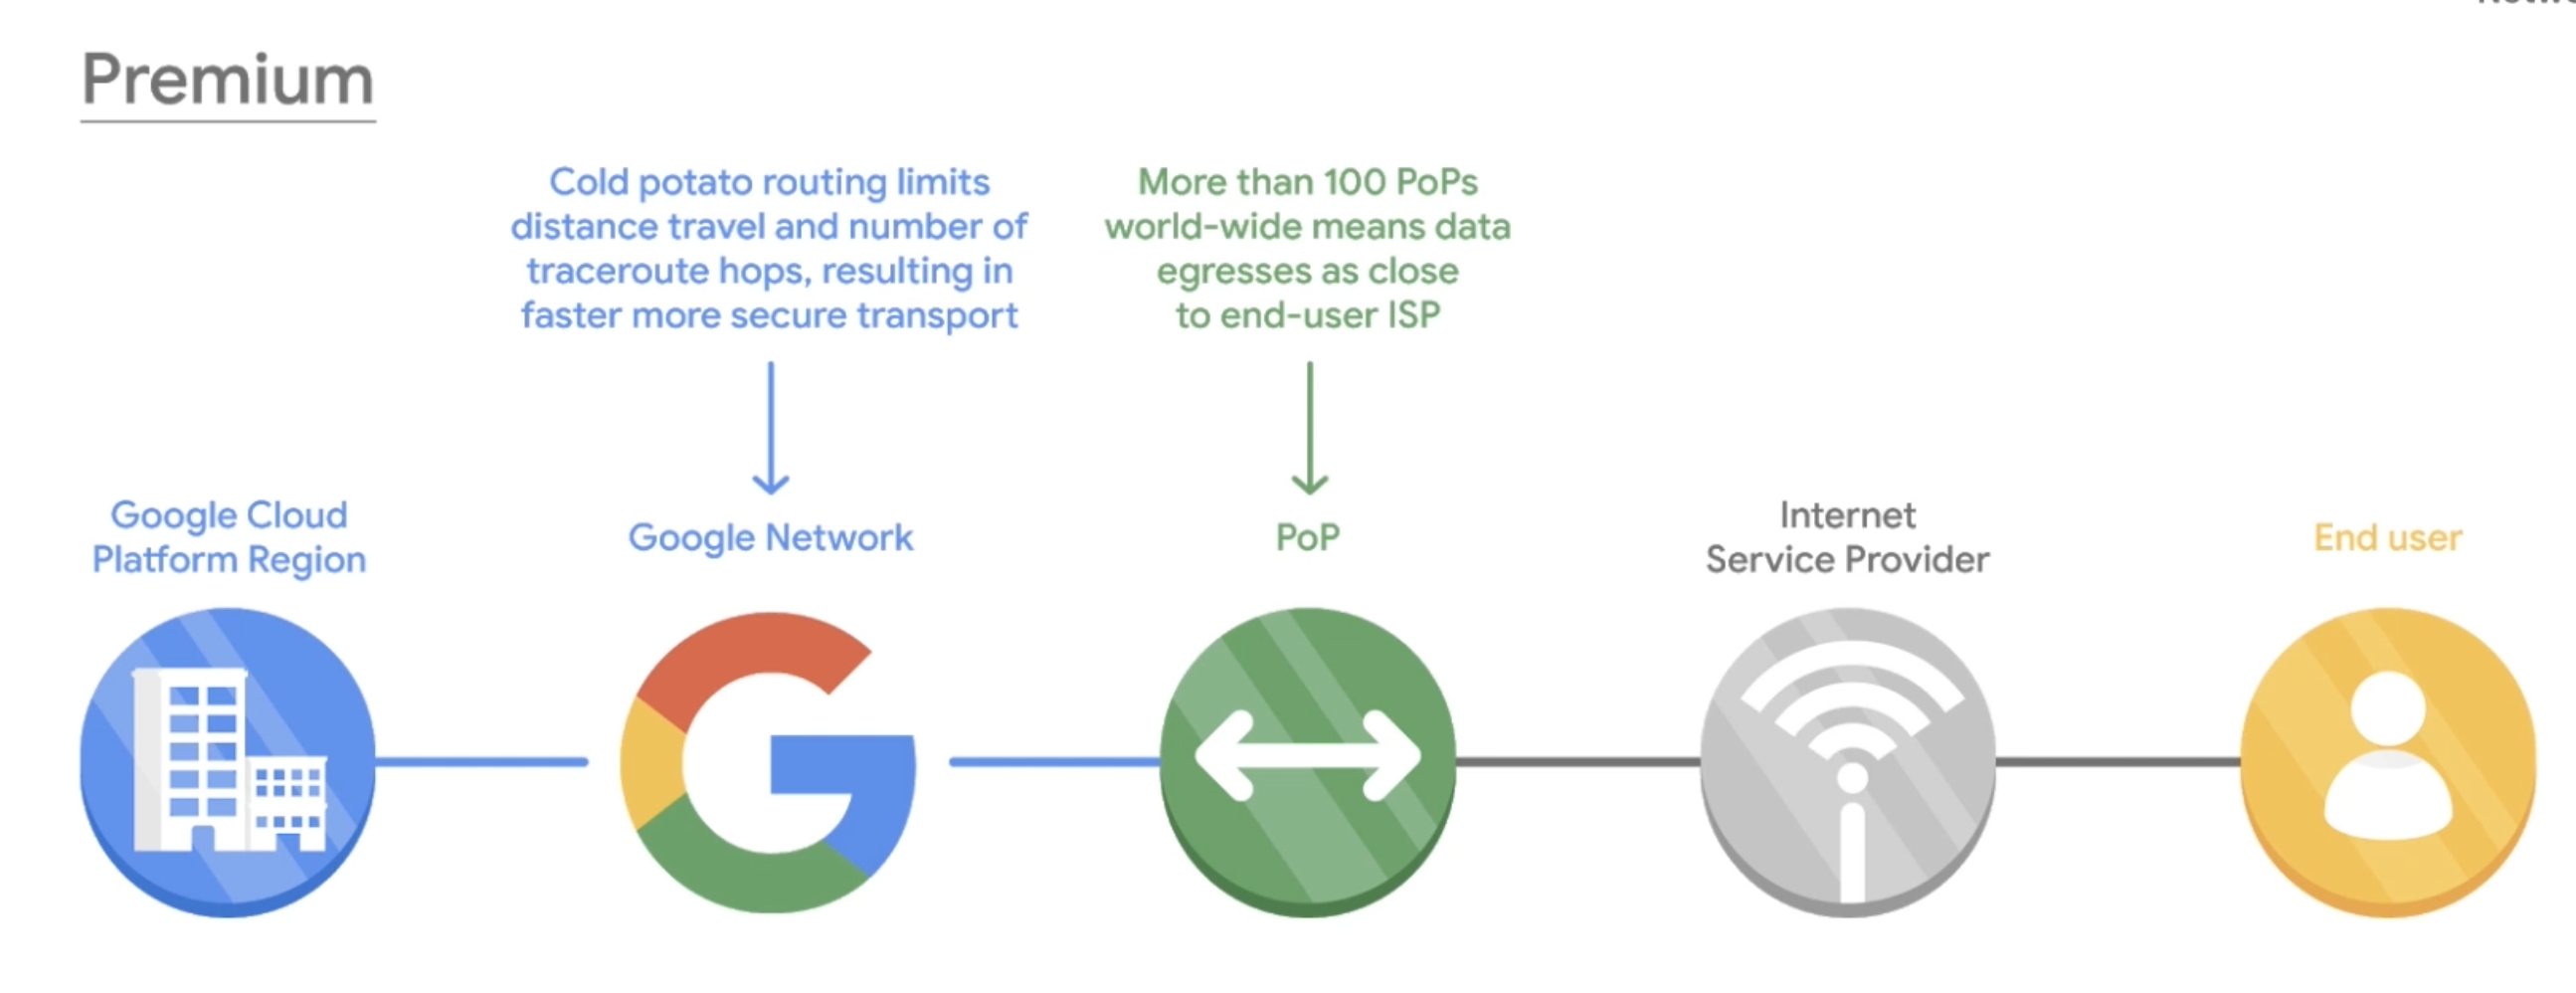 Premium
Cold potato routing limits
distance travel and number of
traceroute hops, resulting in
faster more secure transport
More than 100 PoPs
world-wide means data
egresses as close
to end-user ISP
Google Cloud
Platform Region
Google Network
PoP
Internet
Service Provider
End user